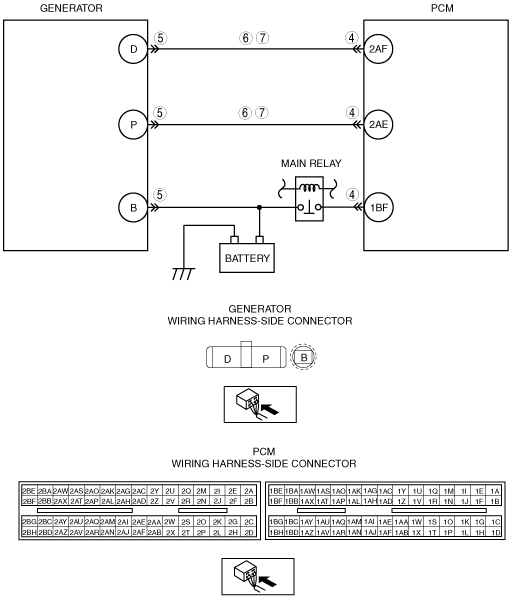 GENERATOR PCM
D 5 6 7 4 2AF
P 5 6 7 4 2AE
MAIN RELAY
B 5 4 1BF
BATTERY
GENERATOR
WIRING HARNESS-SIDE CONNECTOR
D P B
PCM
WIRING HARNESS-SIDE CONNECTOR
2BE 2BA 2AW 2AS 2AO 2AK 2AG 2AC 2Y 2U 2Q 2M 2I 2E 2A 1BE 1BA 1AW 1AS 1AO 1AK 1AG 1AC 1Y 1U 1Q 1M 1I 1E 1A
2BF 2BB 2AX 2AT 2AP 2AL 2AH 2AD 2Z 2V 2R 2N 2J 2F 2B 1BF 1BB 1AX 1AT 1AP 1AL 1AH 1AD 1Z 1V 1R 1N 1J 1F 1B
2BG 2BC 2AY 2AU 2AQ 2AM 2AI 2AE 2AA 2W 2S 2O 2K 2G 2C 1BG 1BC 1AY 1AU 1AQ 1AM 1AI 1AE 1AA 1W 1S 1O 1K 1G 1C
2BH 2BD 2AZ 2AV 2AR 2AN 2AJ 2AF 2AB 2X 2T 2P 2L 2H 2D 1BH 1BD 1AZ 1AV 1AR 1AN 1AJ 1AF 1AB 1X 1T 1P 1L 1H 1D